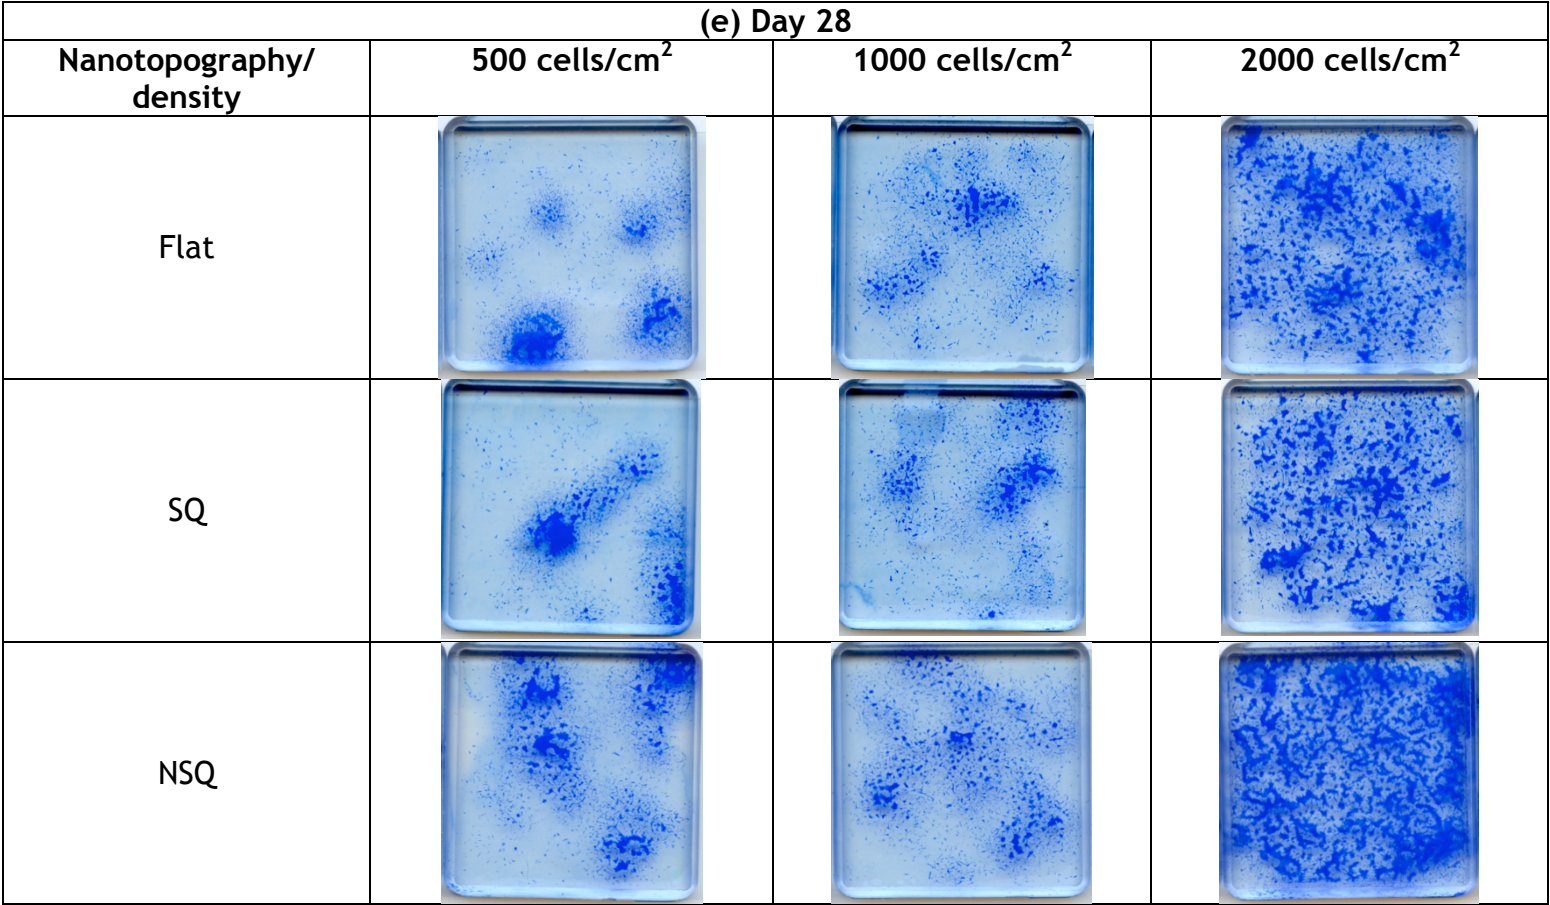 (e) Day 28
Nanotopography/ 500 cells/cm² 1000 cells/cm² 2000 cells/cm²
density
Flat
SQ
NSQ